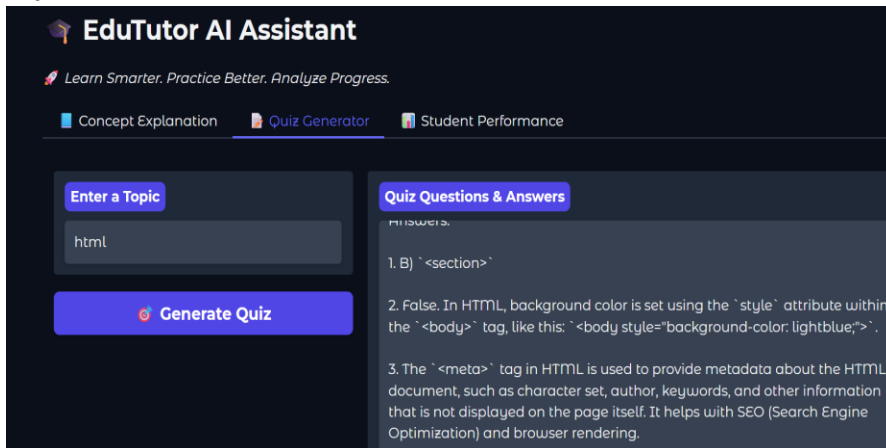 EduTutor AI Assistant
Learn Smarter. Practice Better. Analyze Progress.
Concept Explanation Quiz Generator Student Performance
Enter a Topic
html
Generate Quiz
Quiz Questions & Answers
Answers:
1. B) `<section>`
2. False. In HTML, background color is set using the `style` attribute within
the `<body>` tag, like this: `<body style="background-color: lightblue;">`.
3. The `<meta>` tag in HTML is used to provide metadata about the HTML
document, such as character set, author, keywords, and other information
that is not displayed on the page itself. It helps with SEO (Search Engine
Optimization) and browser rendering.